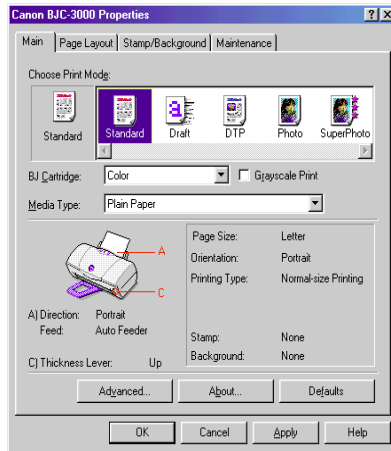 Canon BJC-3000 Properties
Main Page Layout Stamp/Background Maintenance
Choose Print Mode:
Standard Standard Draft DTP Photo SuperPhoto
BJ Cartridge: Color Grayscale Print
Media Type: Plain Paper
A
C
A) Direction: Portrait
Feed: Auto Feeder
C) Thickness Lever: Up
Page Size: Letter
Orientation: Portrait
Printing Type: Normal-size Printing
Stamp: None
Background: None
Advanced... About... Defaults
OK Cancel Apply Help